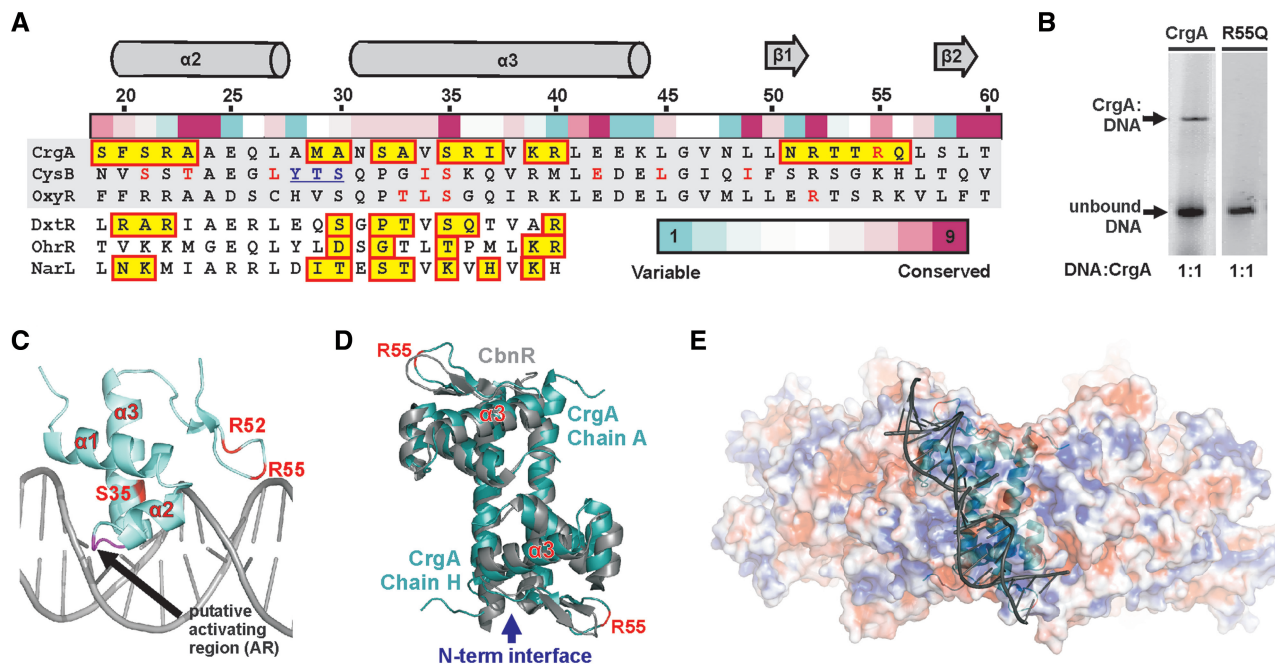 A
α2
α3
β1
β2
20 25 30 35 40 45 50 55 60
CrgA S F S R A A E Q L A M A N S A V S R I V K R L E E K L G V N L L N R T T R Q L S L T
CysB N V S S T A E G L Y T S Q P G I S K Q V R M L E D E L G I Q I F S R S G K H L T Q V
OxyR F F R R A A D S C H V S Q P T L S G Q I R K L E D E L G V M L L E R T S R K V L F T
DxtR L R A R I A E R L E Q S G P T V S Q T V A R
OhrR T V K K M G E Q L Y L D S G T L T P M L K R
NarL L N K M I A R R L D I T E S T V K V H V K H
1 9
Variable Conserved
B
CrgA R55Q
CrgA:
DNA
unbound
DNA
DNA:CrgA 1:1 1:1
C
α3
α1
R52
R55
S35
α2
putative
activating
region (AR)
D
R55
CbnR
α3
CrgA
Chain A
α3
CrgA
Chain H
R55
N-term interface
E